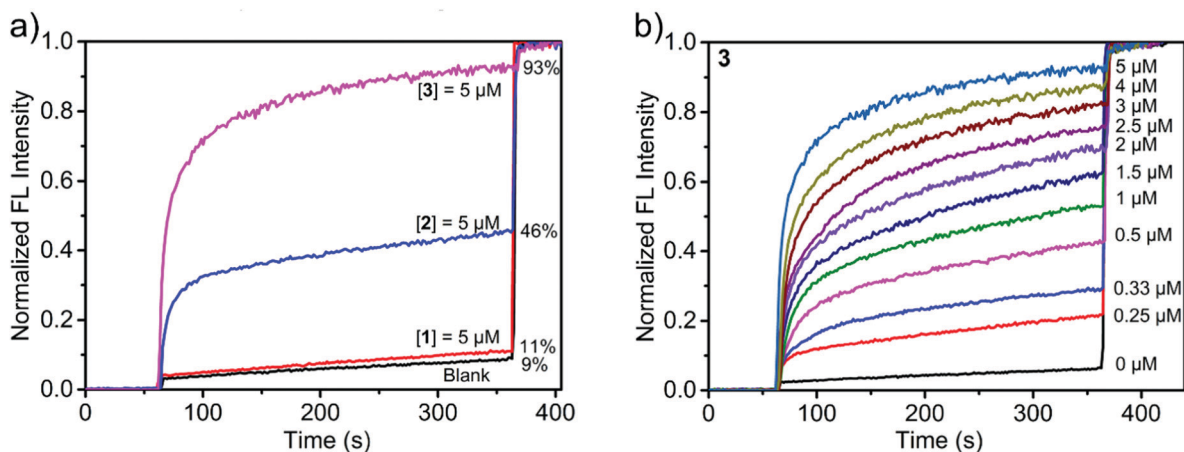 a)
Normalized FL Intensity
1.0
0.8
0.6
0.4
0.2
0.0
0
100
200
300
400
Time (s)
[3] = 5 µM
93%
[2] = 5 µM
46%
[1] = 5 µM
11%
9%
Blank
b)
3
Normalized FL Intensity
1.0
0.8
0.6
0.4
0.2
0.0
0
100
200
300
400
Time (s)
5 µM
4 µM
3 µM
2.5 µM
2 µM
1.5 µM
1 µM
0.5 µM
0.33 µM
0.25 µM
0 µM